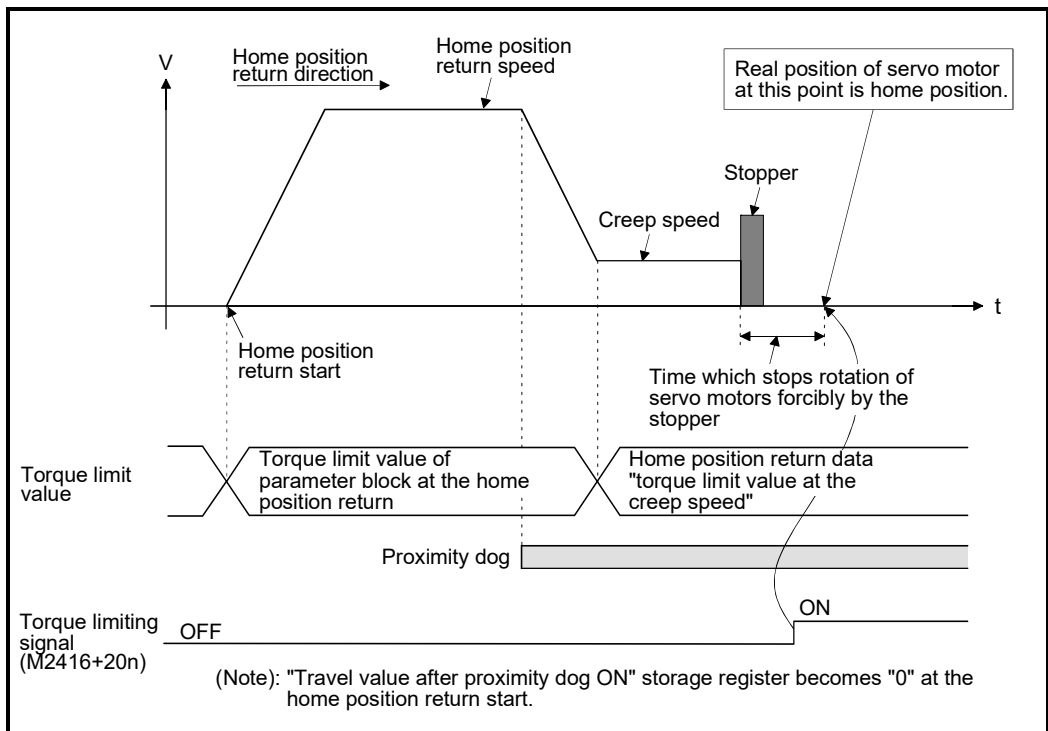 V
Home position
return direction
Home position
return speed
Real position of servo motor
at this point is home position.
Stopper
Creep speed
t
Home position
return start
Time which stops rotation of
servo motors forcibly by the
stopper
Torque limit
value
Torque limit value of
parameter block at the home
position return
Home position return data
"torque limit value at the
creep speed"
Proximity dog
Torque limiting
signal
(M2416+20n)
OFF
ON
(Note): "Travel value after proximity dog ON" storage register becomes "0" at the
home position return start.